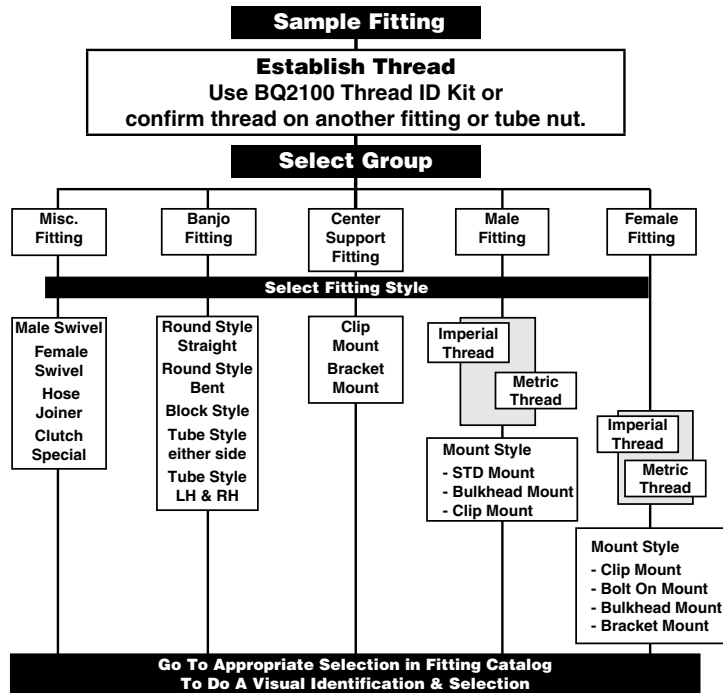 Sample Fitting
Establish Thread
Use BQ2100 Thread ID Kit or
confirm thread on another fitting or tube nut.
Select Group
Misc.
Fitting
Banjo
Fitting
Center
Support
Fitting
Male
Fitting
Female
Fitting
Select Fitting Style
Male Swivel
Female
Swivel
Hose
Joiner
Clutch
Special
Round Style
Straight
Round Style
Bent
Block Style
Tube Style
either side
Tube Style
LH & RH
Clip
Mount
Bracket
Mount
Imperial
Thread
Metric
Thread
Mount Style
- STD Mount
- Bulkhead Mount
- Clip Mount
Imperial
Thread
Metric
Thread
Mount Style
- Clip Mount
- Bolt On Mount
- Bulkhead Mount
- Bracket Mount
Go To Appropriate Selection in Fitting Catalog
To Do A Visual Identification & Selection